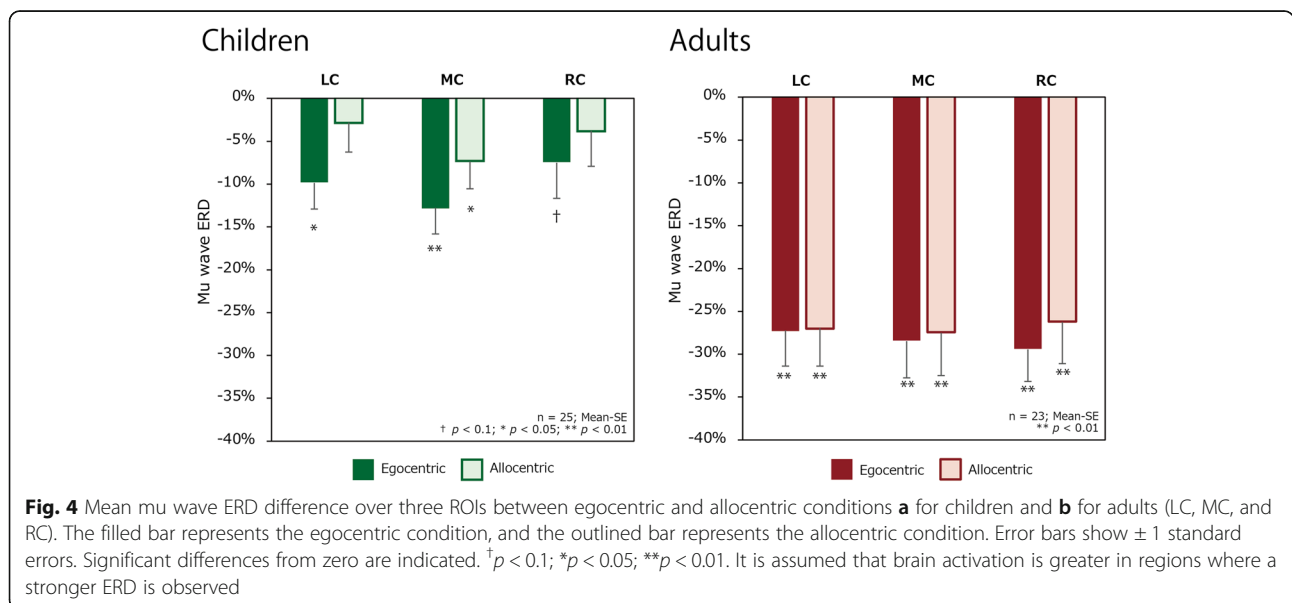 Children
LC MC RC
0%
-5%
-10%
-15%
-20%
-25%
-30%
-35%
-40%
Mu wave ERD
* ** * †
n = 25; Mean-SE
† p < 0.1; * p < 0.05; ** p < 0.01
Egocentric Allocentric
Adults
LC MC RC
0%
-5%
-10%
-15%
-20%
-25%
-30%
-35%
-40%
Mu wave ERD
** ** ** ** ** **
n = 23; Mean-SE
** p < 0.01
Egocentric Allocentric
Fig. 4 Mean mu wave ERD difference over three ROIs between egocentric and allocentric conditions a for children and b for adults (LC, MC, and
RC). The filled bar represents the egocentric condition, and the outlined bar represents the allocentric condition. Error bars show ± 1 standard
errors. Significant differences from zero are indicated. †p < 0.1; *p < 0.05; **p < 0.01. It is assumed that brain activation is greater in regions where a
stronger ERD is observed